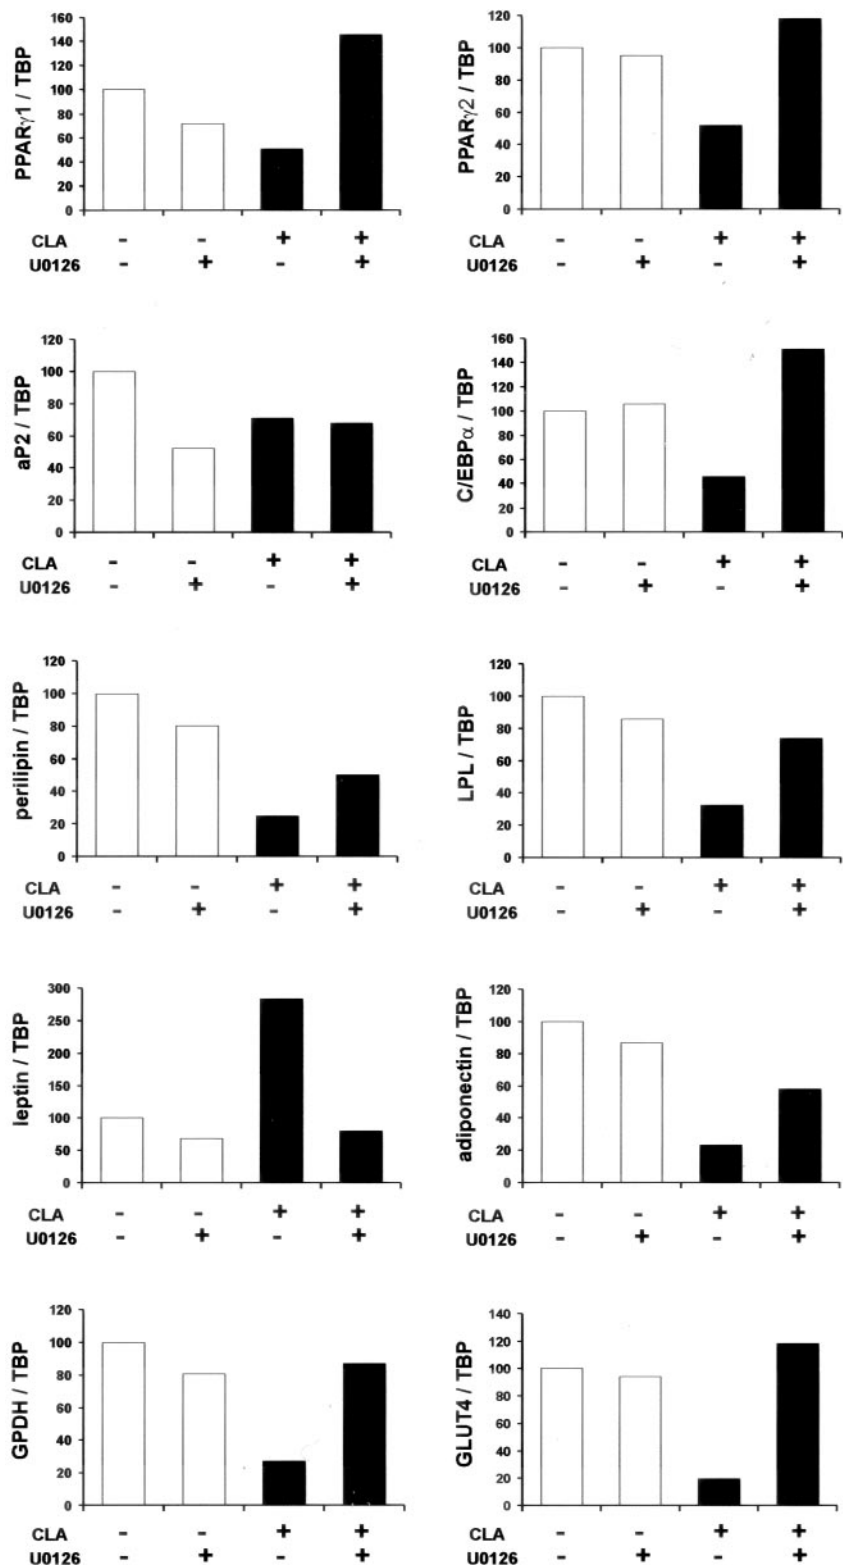 PPARγ1 / TBP
160
140
120
100
80
60
40
20
0
CLA - - + +
U0126 - + - +
PPARγ2 / TBP
120
100
80
60
40
20
0
CLA - - + +
U0126 - + - +
aP2 / TBP
120
100
80
60
40
20
0
CLA - - + +
U0126 - + - +
C/EBPα / TBP
160
140
120
100
80
60
40
20
0
CLA - - + +
U0126 - + - +
perilipin / TBP
120
100
80
60
40
20
0
CLA - - + +
U0126 - + - +
LPL / TBP
120
100
80
60
40
20
0
CLA - - + +
U0126 - + - +
leptin / TBP
300
250
200
150
100
50
0
CLA - - + +
U0126 - + - +
adiponectin / TBP
120
100
80
60
40
20
0
CLA - - + +
U0126 - + - +
GPDH / TBP
120
100
80
60
40
20
0
CLA - - + +
U0126 - + - +
GLUT4 / TBP
140
120
100
80
60
40
20
0
CLA - - + +
U0126 - + - +